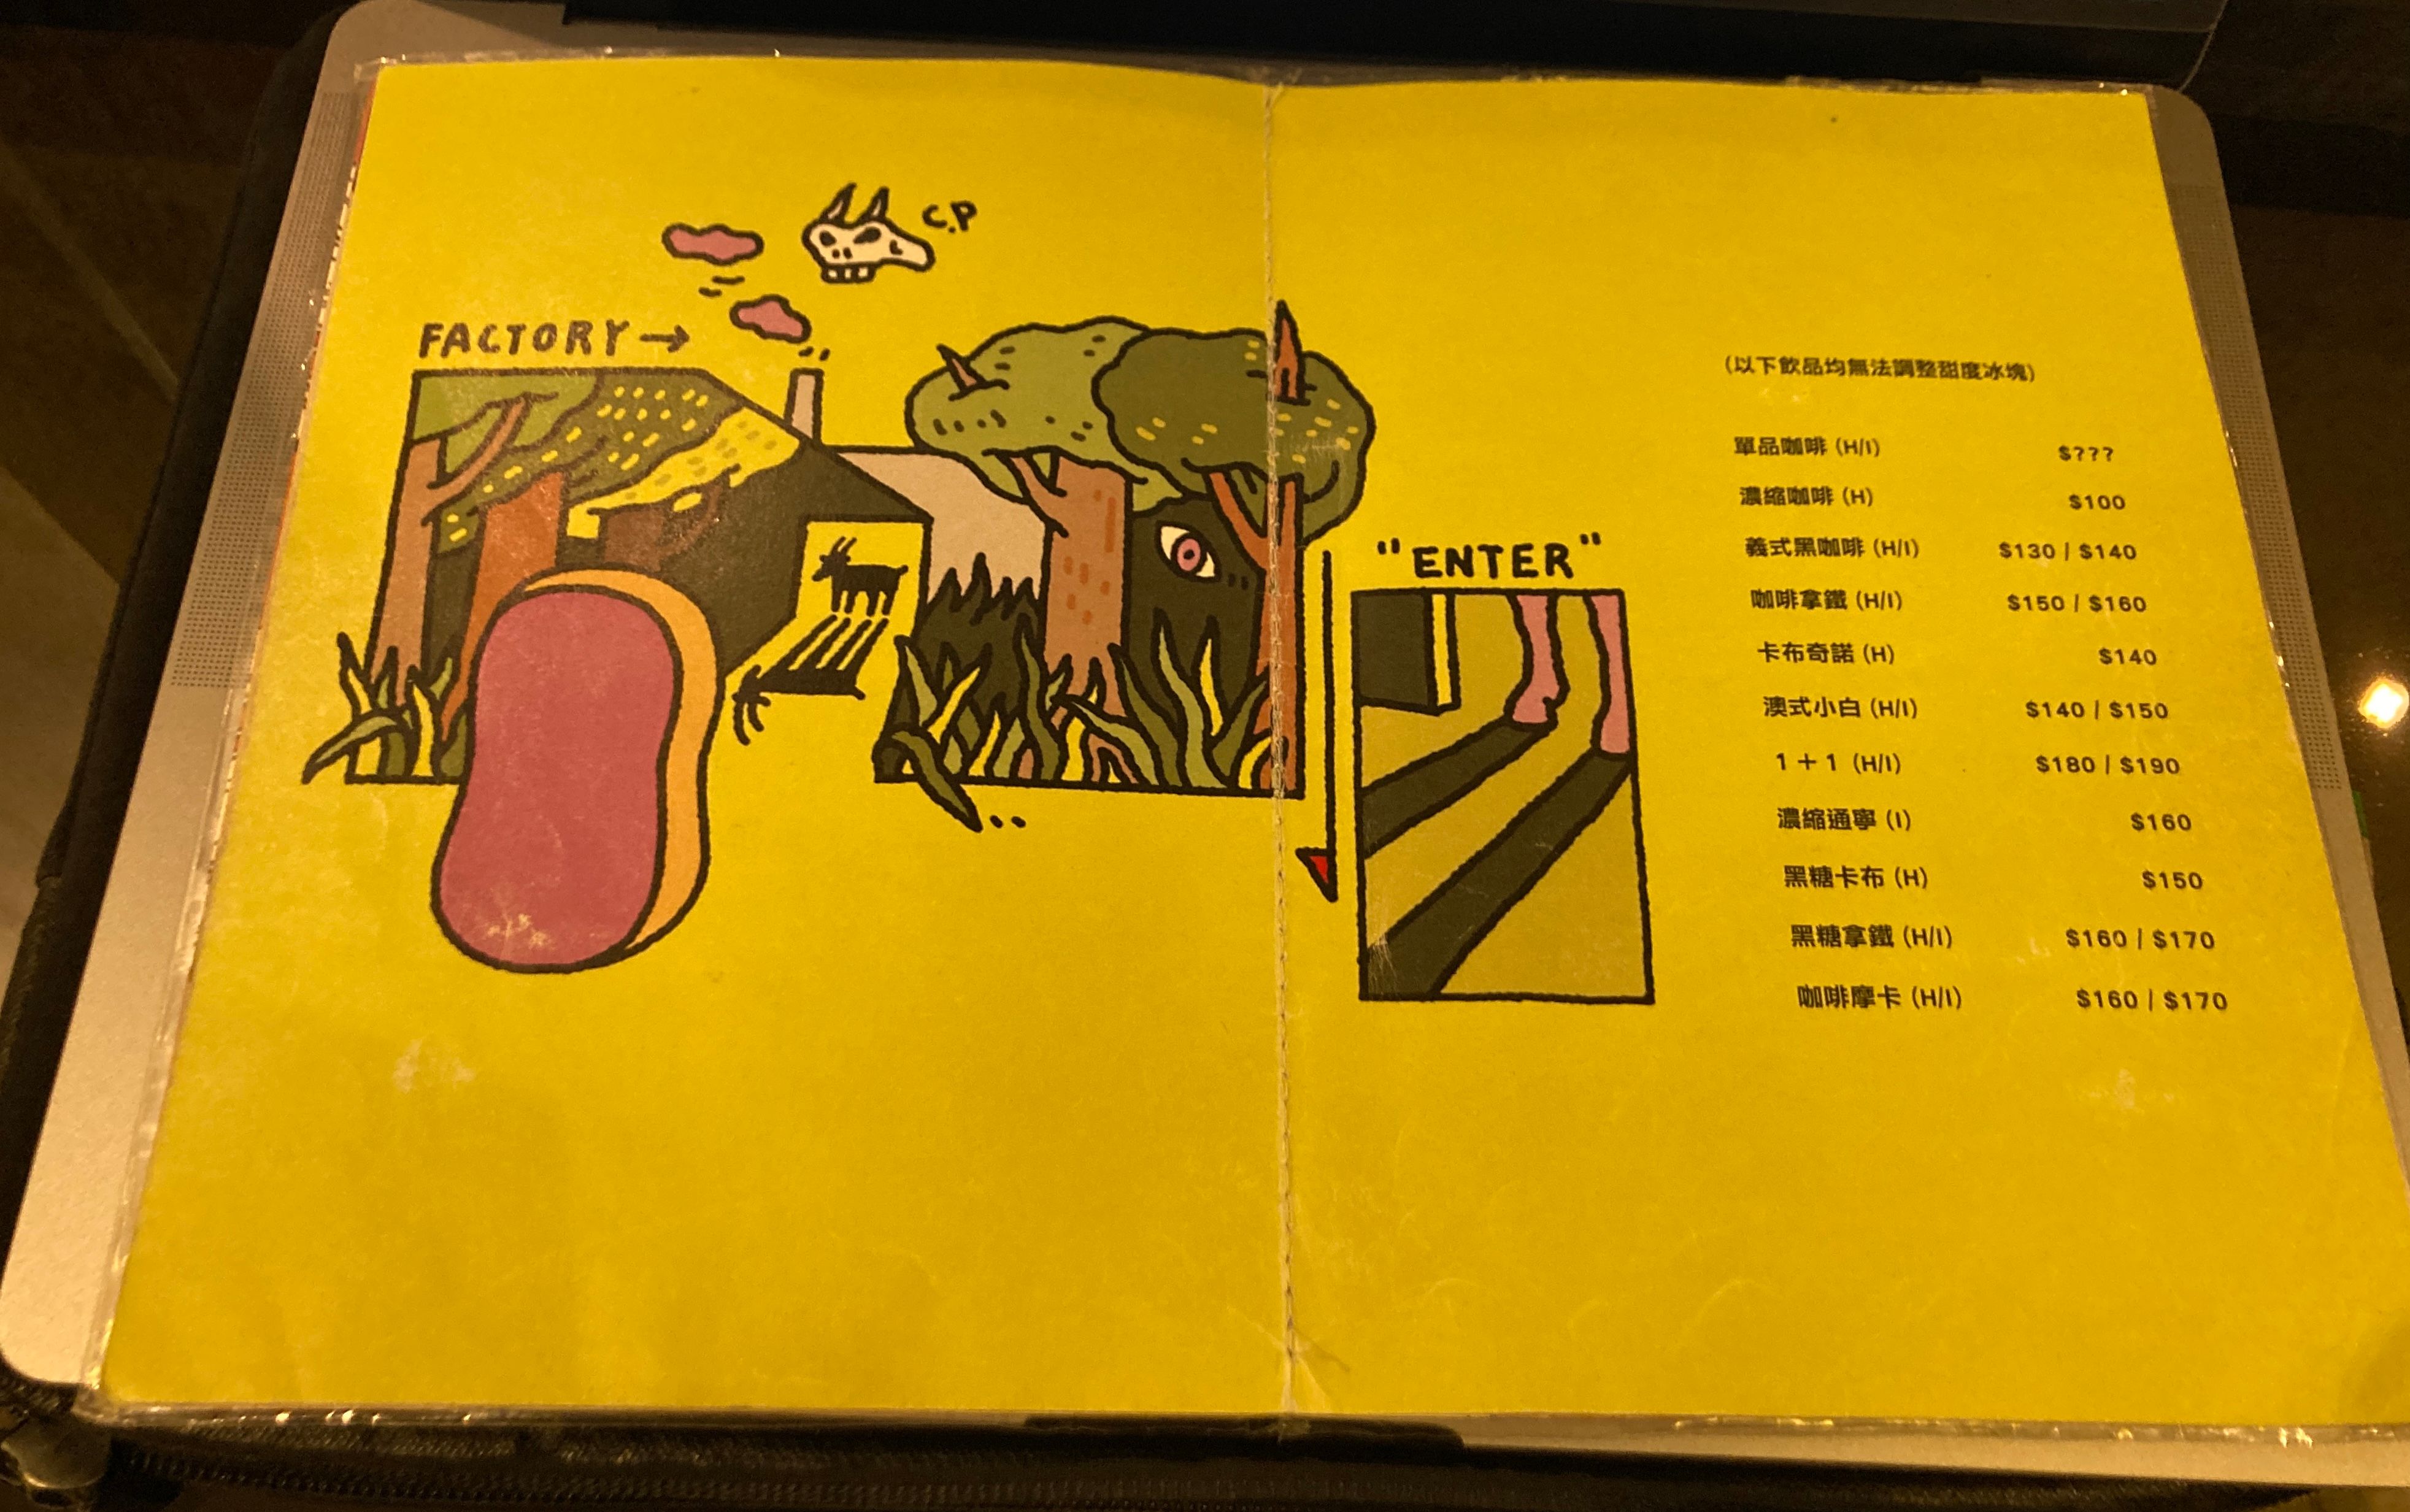 C.P
FACTORY →
"ENTER"
(以下飲品均無法調整甜度冰塊)
單品咖啡 (H/I) $???
濃縮咖啡 (H) $100
義式黑咖啡 (H/I) $130 / $140
咖啡拿鐵 (H/I) $150 / $160
卡布奇諾 (H) $140
澳式小白 (H/I) $140 / $150
1 + 1 (H/I) $180 / $190
濃縮通寧 (I) $160
黑糖卡布 (H) $150
黑糖拿鐵 (H/I) $160 / $170
咖啡摩卡 (H/I) $160 / $170